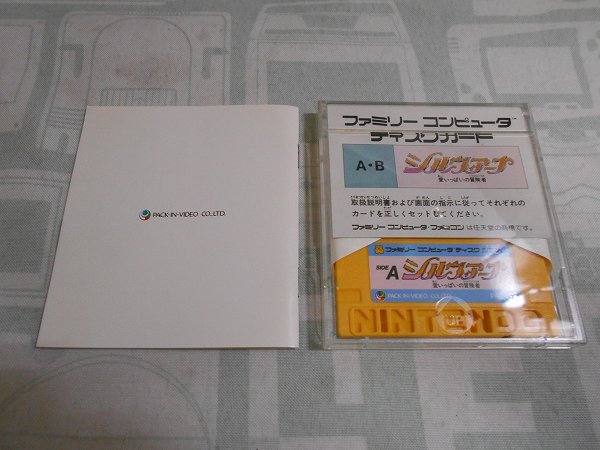 PACK-IN-VIDEO CO.,LTD.
ファミリー コンピュータ
ディスクカード
A・B
シルヴィアーナ
愛いっぱいの冒険者
取扱説明書および画面の指示に従ってそれぞれの
カードを正しくセットしてください。
ファミリー コンピュータ・ファミコンは任天堂の商標です。
ファミリー コンピュータ ディスク
SIDE A
シルヴィアーナ
愛いっぱいの冒険者
PACK-IN-VIDEO CO.,LTD.
NINTENDO